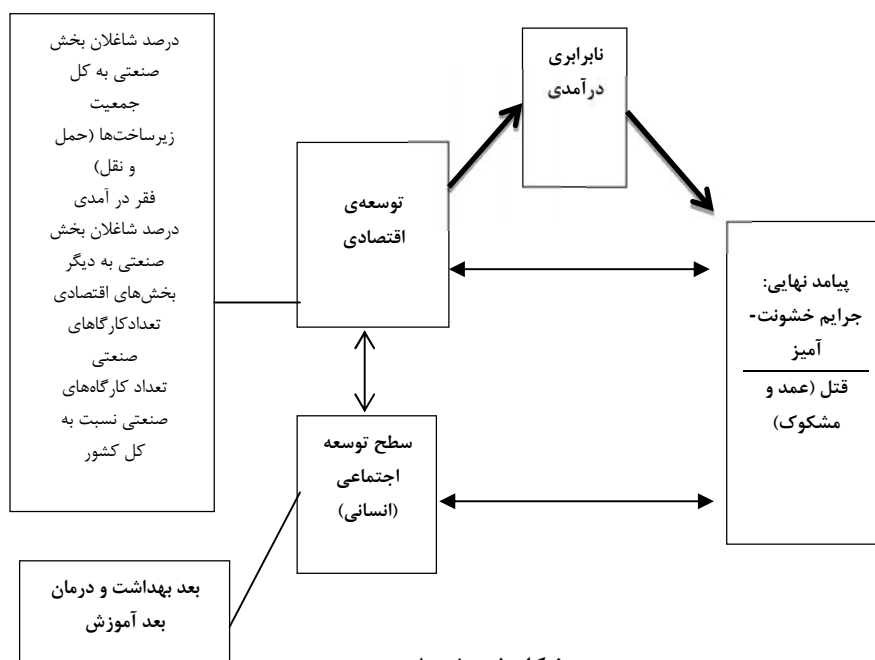 درصد شاغلان بخش
صنعتی به کل
جمعیت
زیرساخت‌ها (حمل
و نقل)
فقر در آمدی
درصد شاغلان بخش
صنعتی به دیگر
بخش‌های اقتصادی
تعدادکارگاهای
صنعتی
تعداد کارگاه‌های
صنعتی نسبت به
کل کشور
نابرابری
درآمدی
توسعه‌ی
اقتصادی
پیامد نهایی:
جرایم خشونت-
آمیز
قتل (عمد و
مشکوک)
سطح توسعه
اجتماعی
(انسانی)
بعد بهداشت و درمان
بعد آموزش